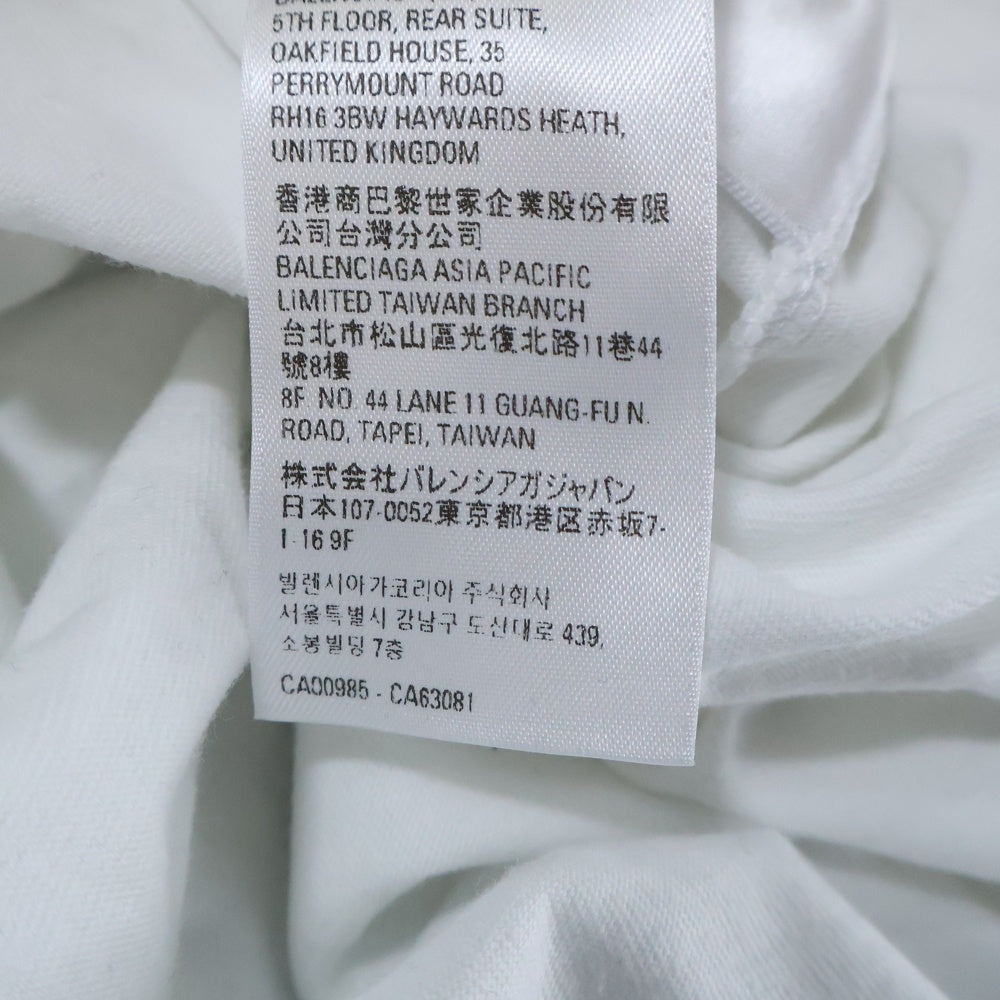 5TH FLOOR, REAR SUITE,
OAKFIELD HOUSE, 35
PERRYMOUNT ROAD
RH16 3BW HAYWARDS HEATH,
UNITED KINGDOM
香港商巴黎世家企業股份有限
公司台灣分公司
BALENCIAGA ASIA PACIFIC
LIMITED TAIWAN BRANCH
台北市松山區光復北路11巷44
號8樓
8F NO 44 LANE 11 GUANG-FU N.
ROAD, TAPEI, TAIWAN
株式会社バレンシアガジャパン
日本107-0052東京都港区赤坂7-
1-16 9F
발렌시아가코리아 주식회사
서울특별시 강남구 도산대로 439,
소봉빌딩 7층
CA00985 - CA63081